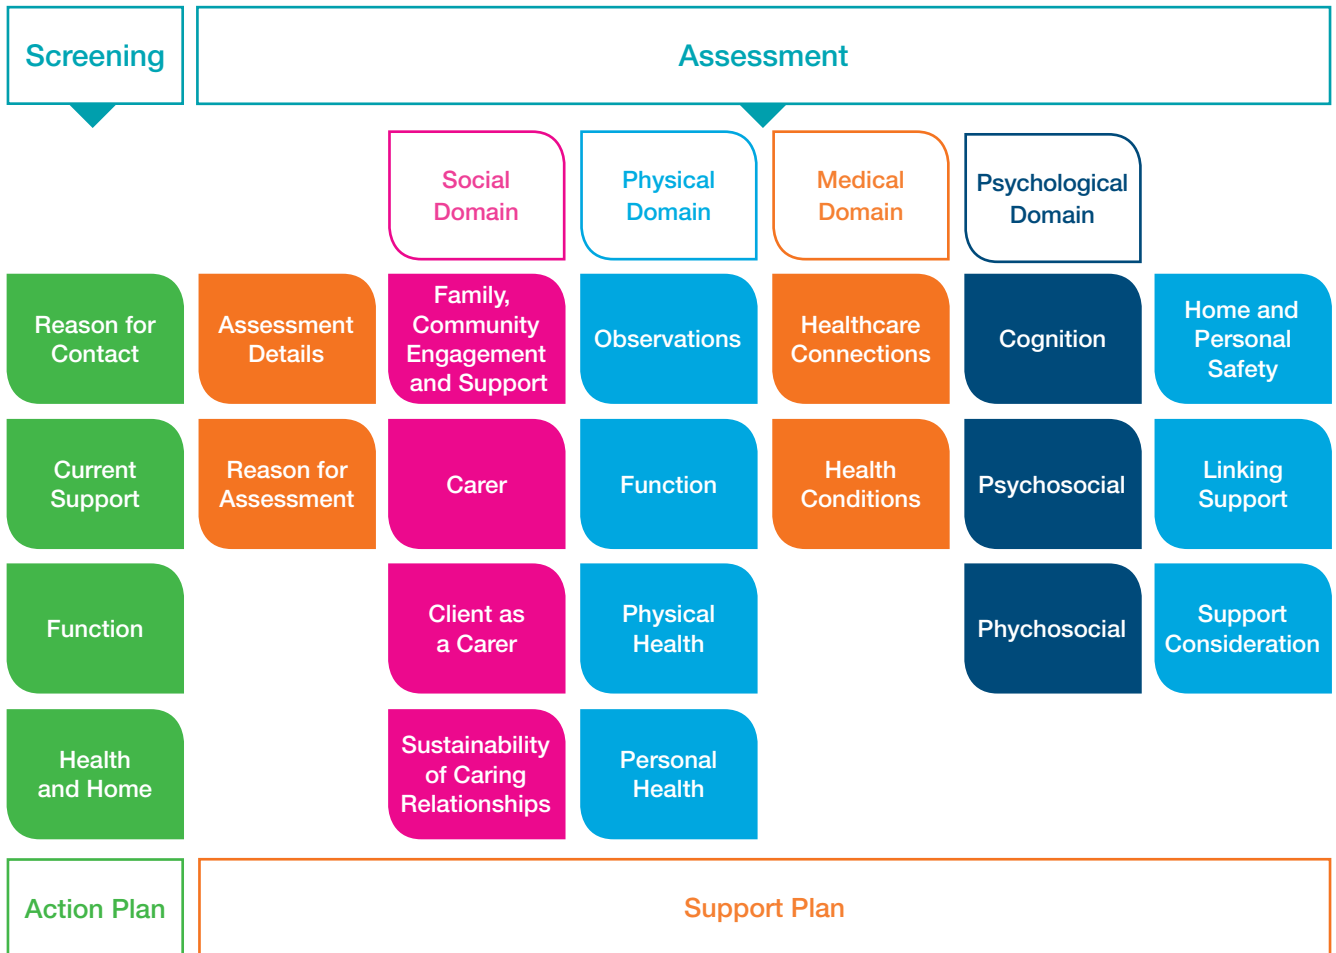 Screening
Assessment
Social
Domain
Physical
Domain
Medical
Domain
Psychological
Domain
Reason for
Contact
Assessment
Details
Family,
Community
Engagement
and Support
Observations
Healthcare
Connections
Cognition
Home and
Personal
Safety
Current
Support
Reason for
Assessment
Carer
Function
Health
Conditions
Psychosocial
Linking
Support
Function
Client as
a Carer
Physical
Health
Phychosocial
Support
Consideration
Health
and Home
Sustainability
of Caring
Relationships
Personal
Health
Action Plan
Support Plan